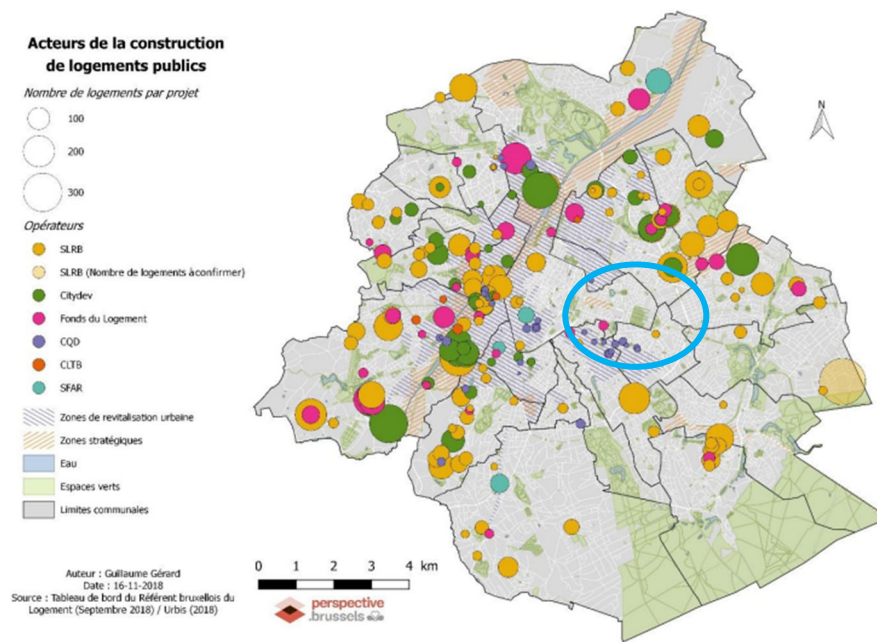 Acteurs de la construction
de logements publics
Nombre de logements par projet
100
200
300
Opérateurs
SLRB
SLRB (Nombre de logements à confirmer)
Citydev
Fonds du Logement
CQD
CLTB
SFAR
Zones de revitalisation urbaine
Zones stratégiques
Eau
Espaces verts
Limites communales
N
Auteur : Guillaume Gérard
Date : 16-11-2018
Source : Tableau de bord du Référent bruxellois du
Logement (Septembre 2018) / Urbis (2018)
0 1 2 3 4 km
perspective
.brussels